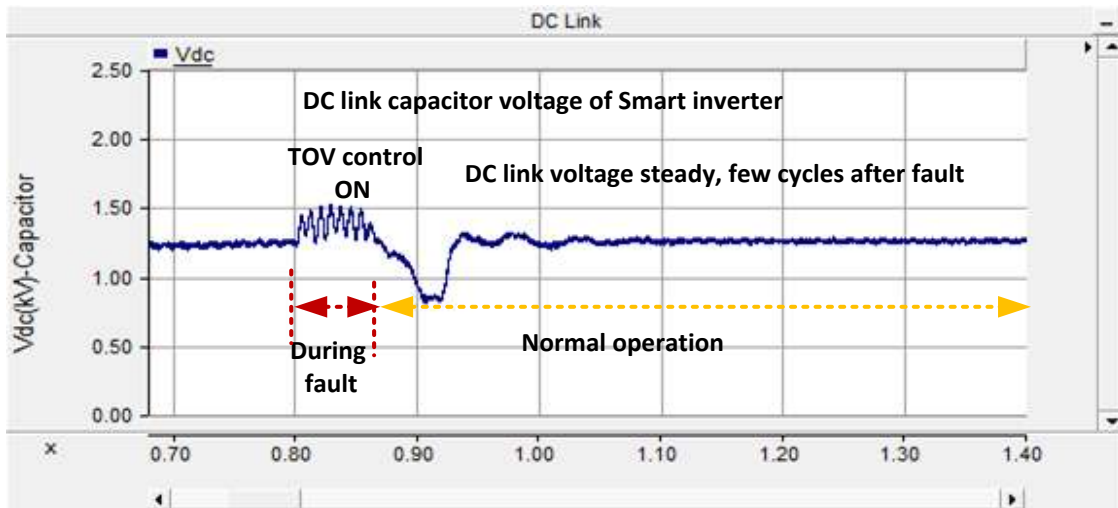 DC Link
Vdc
2.50
DC link capacitor voltage of Smart inverter
2.00
TOV control
ON
DC link voltage steady, few cycles after fault
1.50
Vdc(kV)-Capacitor
1.00
0.50
During
fault
Normal operation
0.00
x
0.70 0.80 0.90 1.00 1.10 1.20 1.30 1.40